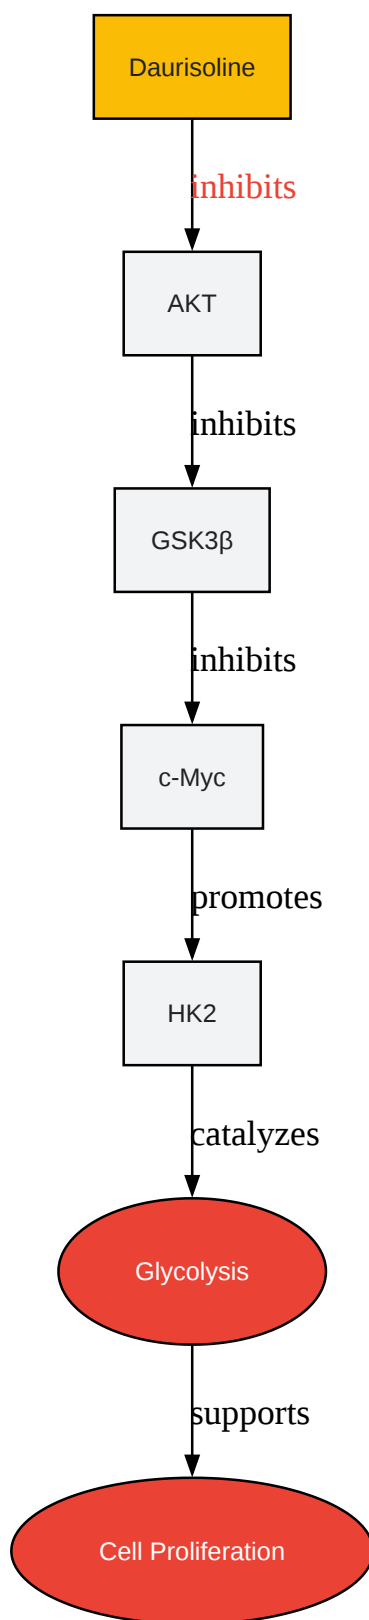 Daurisoline
inhibits
AKT
inhibits
GSK3β
inhibits
c-Myc
promotes
HK2
catalyzes
Glycolysis
supports
Cell Proliferation